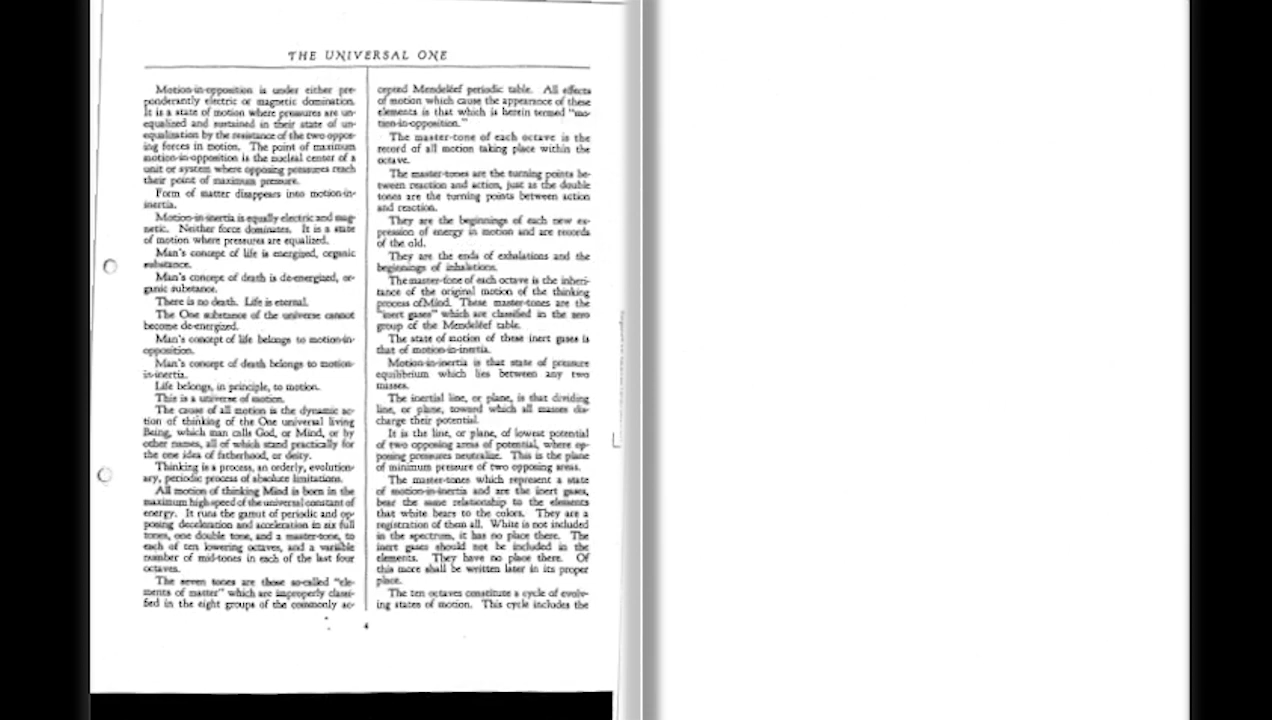 THE UNIVERSAL ONE
Motion-in-opposition is under either pre-
ponderantly electric or magnetic domination.
It is a state of motion where pressures are un-
equalized and sustained in their state of un-
equalization by the resistance of the two oppos-
ing forces in motion. The point of maximum
motion-in-opposition is the nucleal center of a
unit or system where opposing pressures reach
their point of maximum pressure.
Form of matter disappears into motion-in-
inertia.
Motion-in-inertia is equally electric and mag-
netic. Neither force dominates. It is a state
of motion where pressures are equalized.
Man's concept of life is energized, organic
substance.
Man's concept of death is de-energized, or-
ganic substance.
There is no death. Life is eternal.
The One substance of the universe cannot
become de-energized.
Man's concept of life belongs to motion-in-
opposition.
Man's concept of death belongs to motion-
in-inertia.
Life belongs, in principle, to motion.
This is a universe of motion.
The cause of all motion is the dynamic ac-
tion of thinking of the One universal living
Being, which man calls God, or Mind, or by
other names, all of which stand practically for
the one idea of fatherhood, or deity.
Thinking is a process, an orderly, evolution-
ary, periodic process of absolute limitations.
All motion of thinking Mind is born in the
maximum high speed of the universal constant of
energy. It runs the gamut of periodic and op-
posing deceleration and acceleration in six full
tones, one double tone, and a master-tone, to
each of ten lowering octaves, and a variable
number of mid-tones in each of the last four
octaves.
The seven tones are those so-called "ele-
ments of matter" which are improperly classi-
fied in the eight groups of the commonly ac-
cepted Mendeléef periodic table. All effects
of motion which cause the appearance of these
elements is that which is herein termed "mo-
tion-in-opposition."
The master-tone of each octave is the
record of all motion taking place within the
octave.
The master-tones are the turning points be-
tween reaction and action, just as the double
tones are the turning points between action
and reaction.
They are the beginnings of each new ex-
pression of energy in motion and are records
of the old.
They are the ends of exhalations and the
beginnings of inhalations.
The master-tone of each octave is the inheri-
tance of the original motion of the thinking
process of Mind. These master-tones are the
"inert gases" which are classified in the zero
group of the Mendeléef table.
The state of motion of these inert gases is
that of motion-in-inertia.
Motion-in-inertia is that state of pressure
equilibrium which lies between any two
masses.
The inertial line, or plane, is that dividing
line, or plane, toward which all masses dis-
charge their potential.
It is the line, or plane, of lowest potential
of two opposing areas of potential, where op-
posing pressures neutralize. This is the plane
of minimum pressure of two opposing areas.
The master-tones which represent a state
of motion-in-inertia and are the inert gases,
bear the same relationship to the elements
that white bears to the colors. They are a
registration of them all. White is not included
in the spectrum, it has no place there. The
inert gases should not be included in the
elements. They have no place there. Of
this more shall be written later in its proper
place.
The ten octaves constitute a cycle of evolv-
ing states of motion. This cycle includes the
4